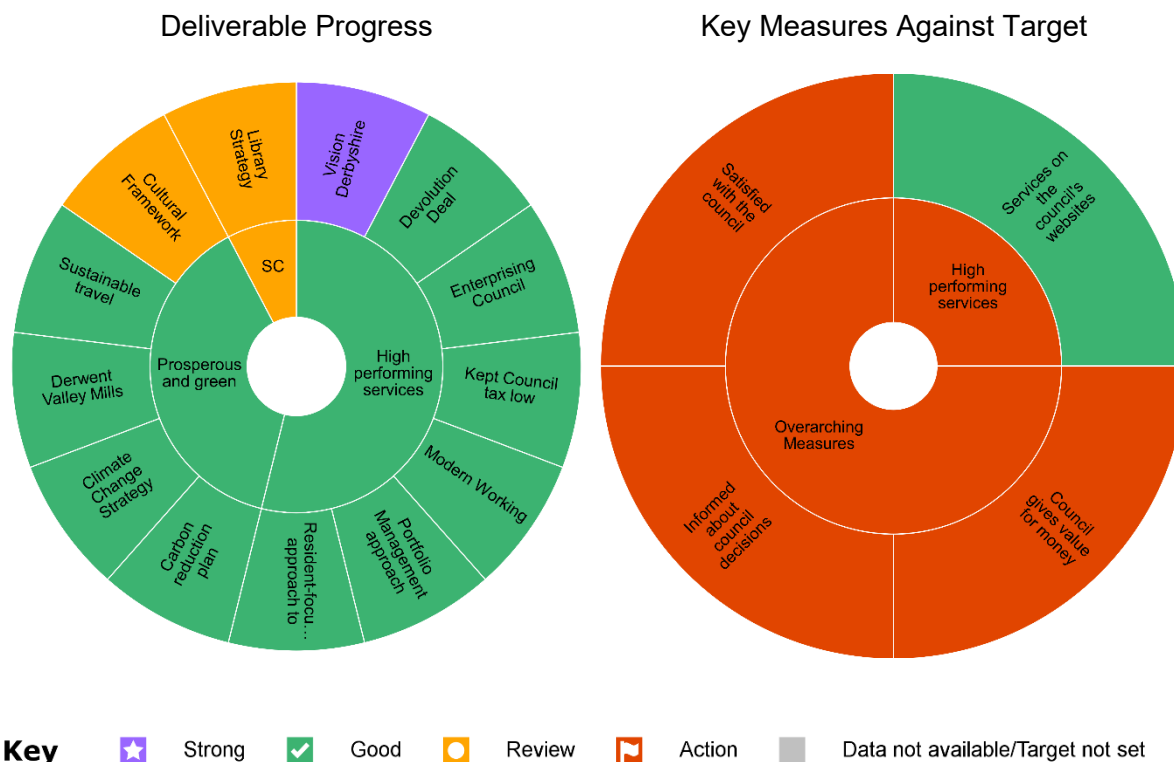 Deliverable Progress
Key Measures Against Target
Library
Strategy
Vision
Derbyshire
Cultural
Framework
Devolution
Deal
SC
Sustainable
travel
Enterprising
Council
Prosperous
and green
High
performing
services
Derwent
Valley Mills
Kept Council
tax low
Climate
Change
Strategy
Modern Working
Carbon
reduction
plan
Resident-focu…
approach to
Portfolio
Management
approach
Satisfied
with the
council
Services on
the
council's
websites
High
performing
services
Overarching
Measures
Informed
about
council
decisions
Council
gives value
for money
Key
Strong
Good
Review
Action
Data not available/Target not set